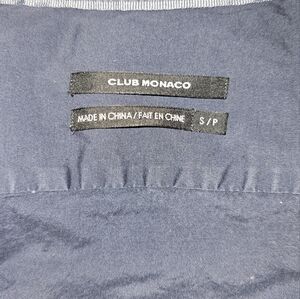 CLUB MONACO
MADE IN CHINA / FAIT EN CHINE S/P